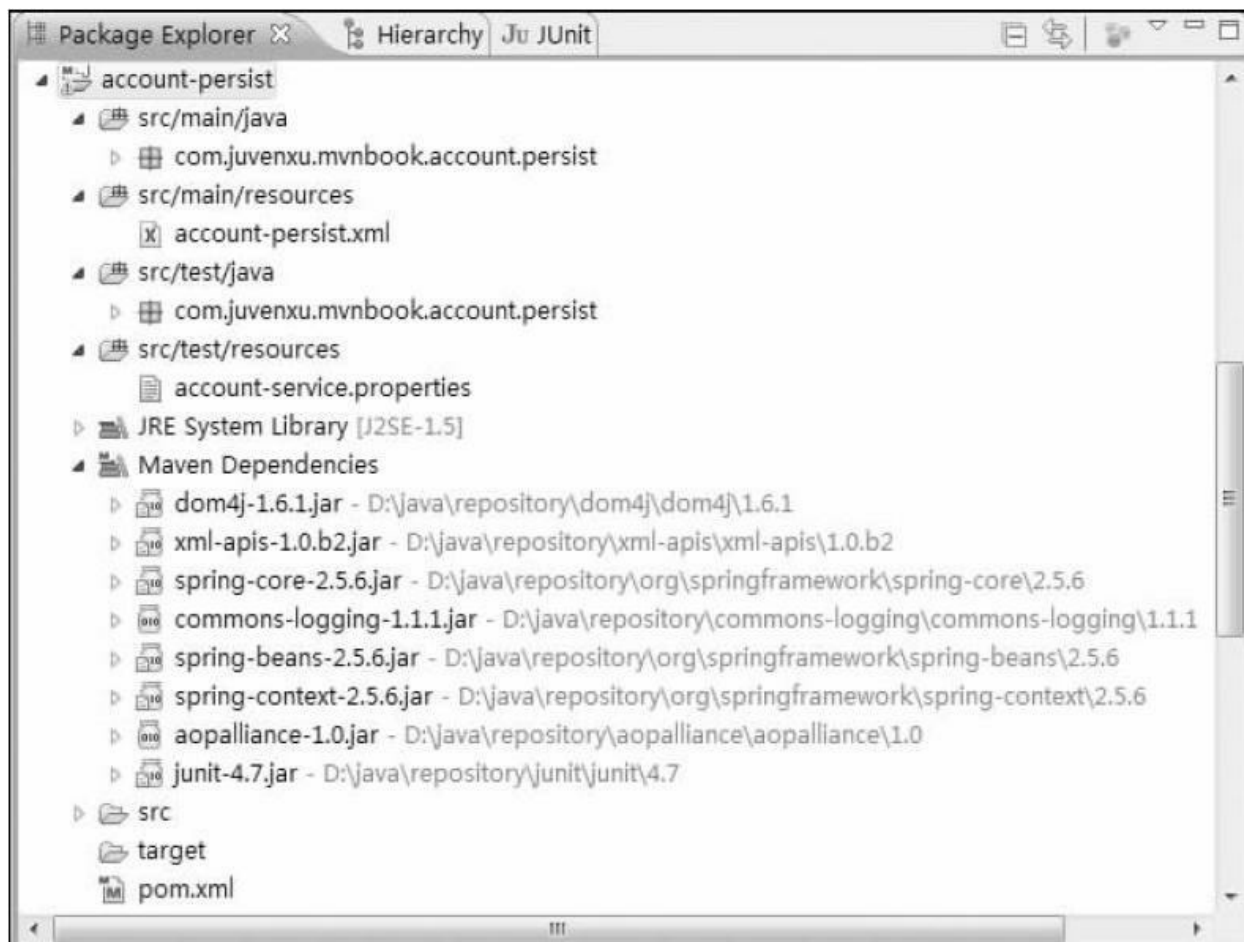 Package Explorer Hierarchy Ju JUnit
account-persist
src/main/java
com.juvenxu.mvnbook.account.persist
src/main/resources
account-persist.xml
src/test/java
com.juvenxu.mvnbook.account.persist
src/test/resources
account-service.properties
JRE System Library [J2SE-1.5]
Maven Dependencies
dom4j-1.6.1.jar - D:\java\repository\dom4j\dom4j\1.6.1
xml-apis-1.0.b2.jar - D:\java\repository\xml-apis\xml-apis\1.0.b2
spring-core-2.5.6.jar - D:\java\repository\org\springframework\spring-core\2.5.6
commons-logging-1.1.1.jar - D:\java\repository\commons-logging\commons-logging\1.1.1
spring-beans-2.5.6.jar - D:\java\repository\org\springframework\spring-beans\2.5.6
spring-context-2.5.6.jar - D:\java\repository\org\springframework\spring-context\2.5.6
aopalliance-1.0.jar - D:\java\repository\aopalliance\aopalliance\1.0
junit-4.7.jar - D:\java\repository\junit\junit\4.7
src
target
pom.xml